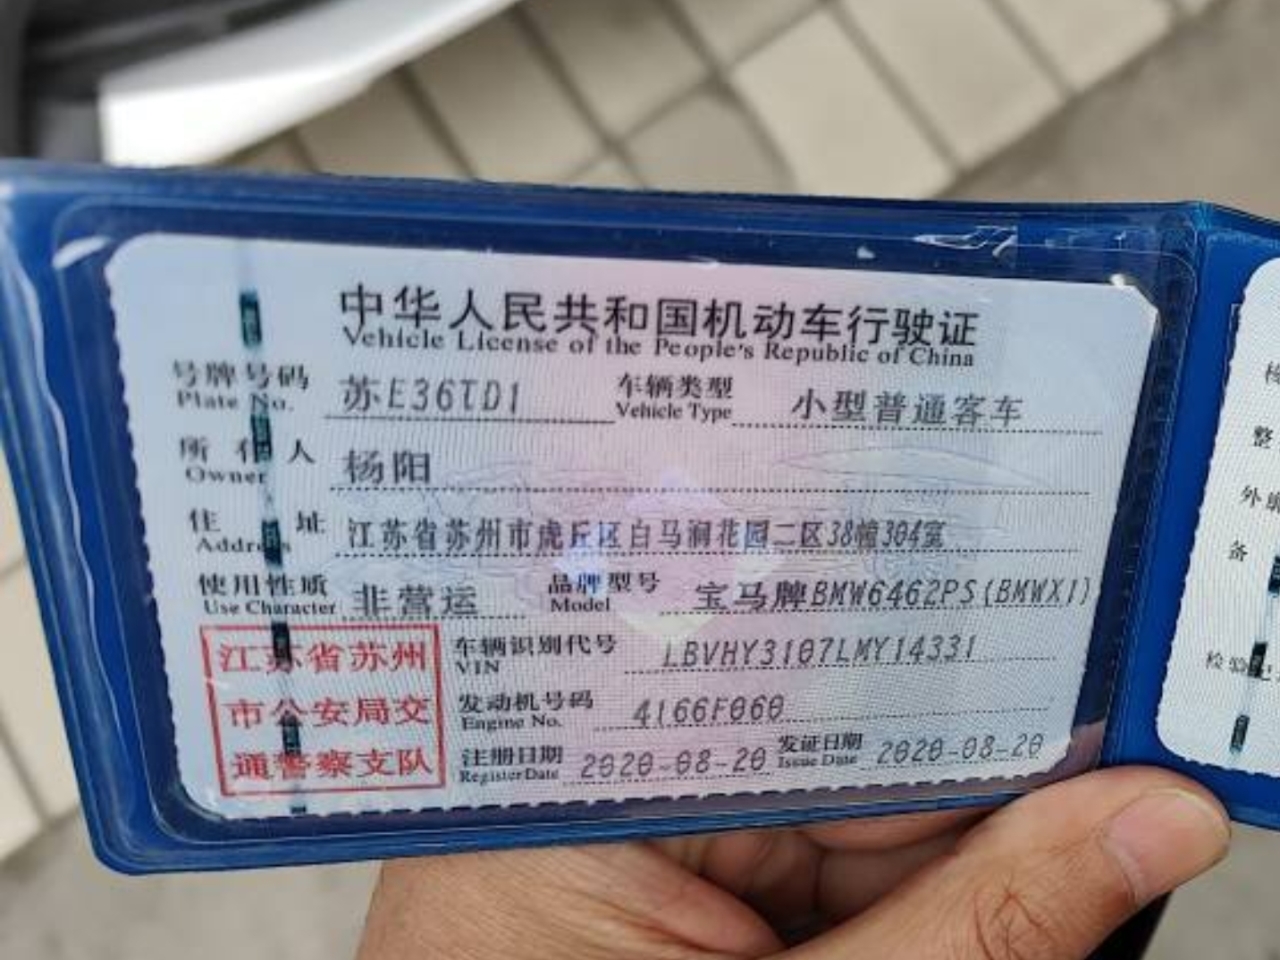 中华人民共和国机动车行驶证
Vehicle License of the People's Republic of China
号牌号码 苏E36TD1 车辆类型 小型普通客车
Plate No. Vehicle Type
所有人 杨阳
Owner
住址 江苏省苏州市虎丘区白马涧花园二区38幢304室
Address
使用性质 非营运 品牌型号 宝马牌BMW6462PS(BMWX1)
Use Character Model
江苏省苏州
市公安局交
通警察支队
车辆识别代号 LBVHY3107LMY14331
VIN
发动机号码 4166F060
Engine No.
注册日期 2020-08-20 发证日期 2020-08-20
Register Date Issue Date
整
外
备